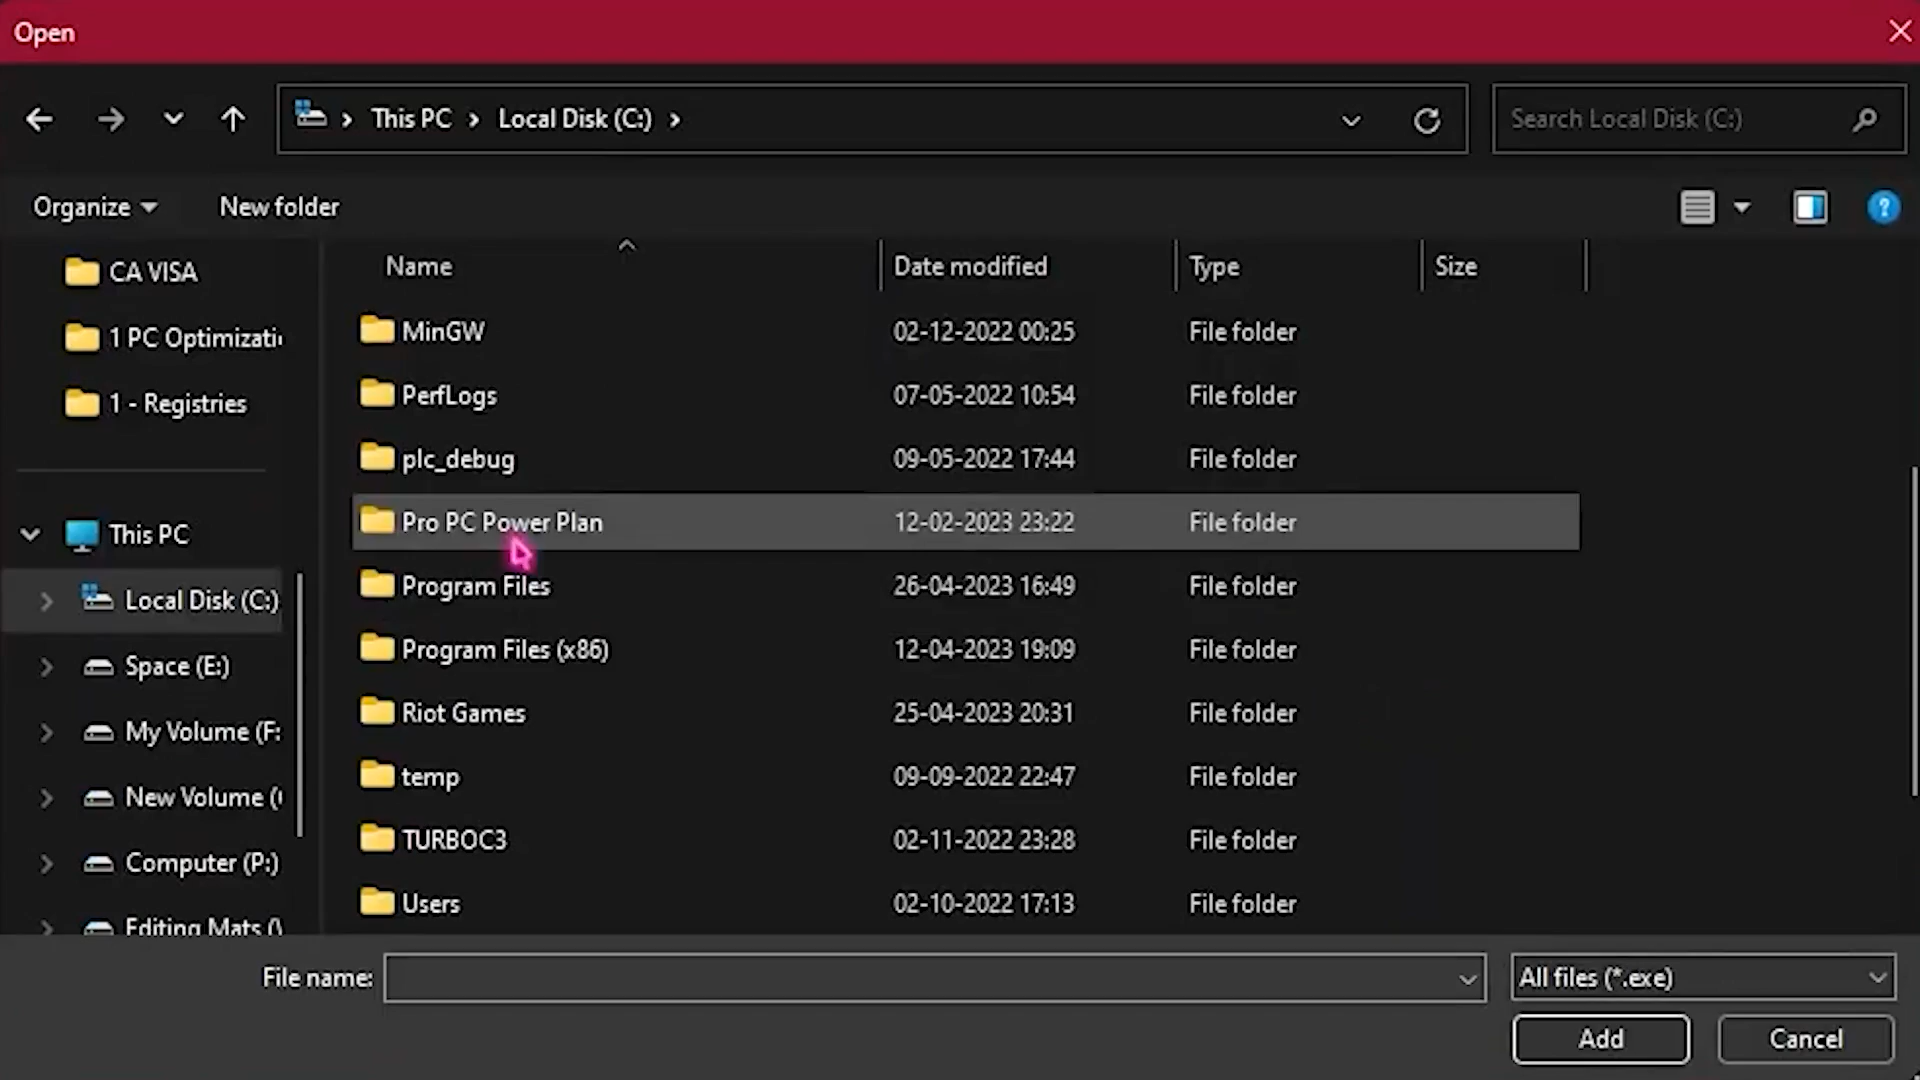 Open
This PC Local Disk (C:)
Search Local Disk (C:)
Organize New folder
Name Date modified Type Size
CA VISA
1 PC Optimizati
1 - Registries
This PC
Local Disk (C:)
Space (E:)
My Volume (F:
New Volume (
Computer (P:)
Editing Mats (
MinGW 02-12-2022 00:25 File folder
PerfLogs 07-05-2022 10:54 File folder
plc_debug 09-05-2022 17:44 File folder
Pro PC Power Plan 12-02-2023 23:22 File folder
Program Files 26-04-2023 16:49 File folder
Program Files (x86) 12-04-2023 19:09 File folder
Riot Games 25-04-2023 20:31 File folder
temp 09-09-2022 22:47 File folder
TURBOC3 02-11-2022 23:28 File folder
Users 02-10-2022 17:13 File folder
File name: All files (*.exe)
Add Cancel